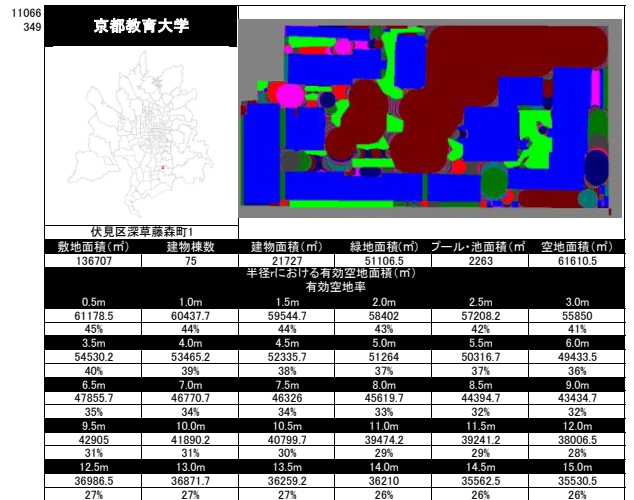 11066
349
京都教育大学
伏見区深草藤森町1
敷地面積(㎡) 建物棟数 建物面積(㎡) 緑地面積(㎡) プール・池面積(㎡ 空地面積(㎡)
136707 75 21727 51106.5 2263 61610.5
半径rにおける有効空地面積(㎡)
有効空地率
0.5m 1.0m 1.5m 2.0m 2.5m 3.0m
61178.5 60437.7 59544.7 58402 57208.2 55850
45% 44% 44% 43% 42% 41%
3.5m 4.0m 4.5m 5.0m 5.5m 6.0m
54530.2 53465.2 52335.7 51264 50316.7 49433.5
40% 39% 38% 37% 37% 36%
6.5m 7.0m 7.5m 8.0m 8.5m 9.0m
47855.7 46770.7 46326 45619.7 44394.7 43434.7
35% 34% 34% 33% 32% 32%
9.5m 10.0m 10.5m 11.0m 11.5m 12.0m
42905 41890.2 40799.7 39474.2 39241.2 38006.5
31% 31% 30% 29% 29% 28%
12.5m 13.0m 13.5m 14.0m 14.5m 15.0m
36986.5 36871.7 36259.2 36210 35562.5 35530.5
27% 27% 27% 26% 26% 26%